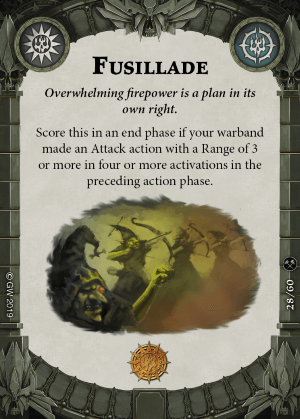 FUSILLADE
Overwhelming firepower is a plan in its
own right.
Score this in an end phase if your warband
made an Attack action with a Range of 3
or more in four or more activations in the
preceding action phase.
© GW 2019
28/60